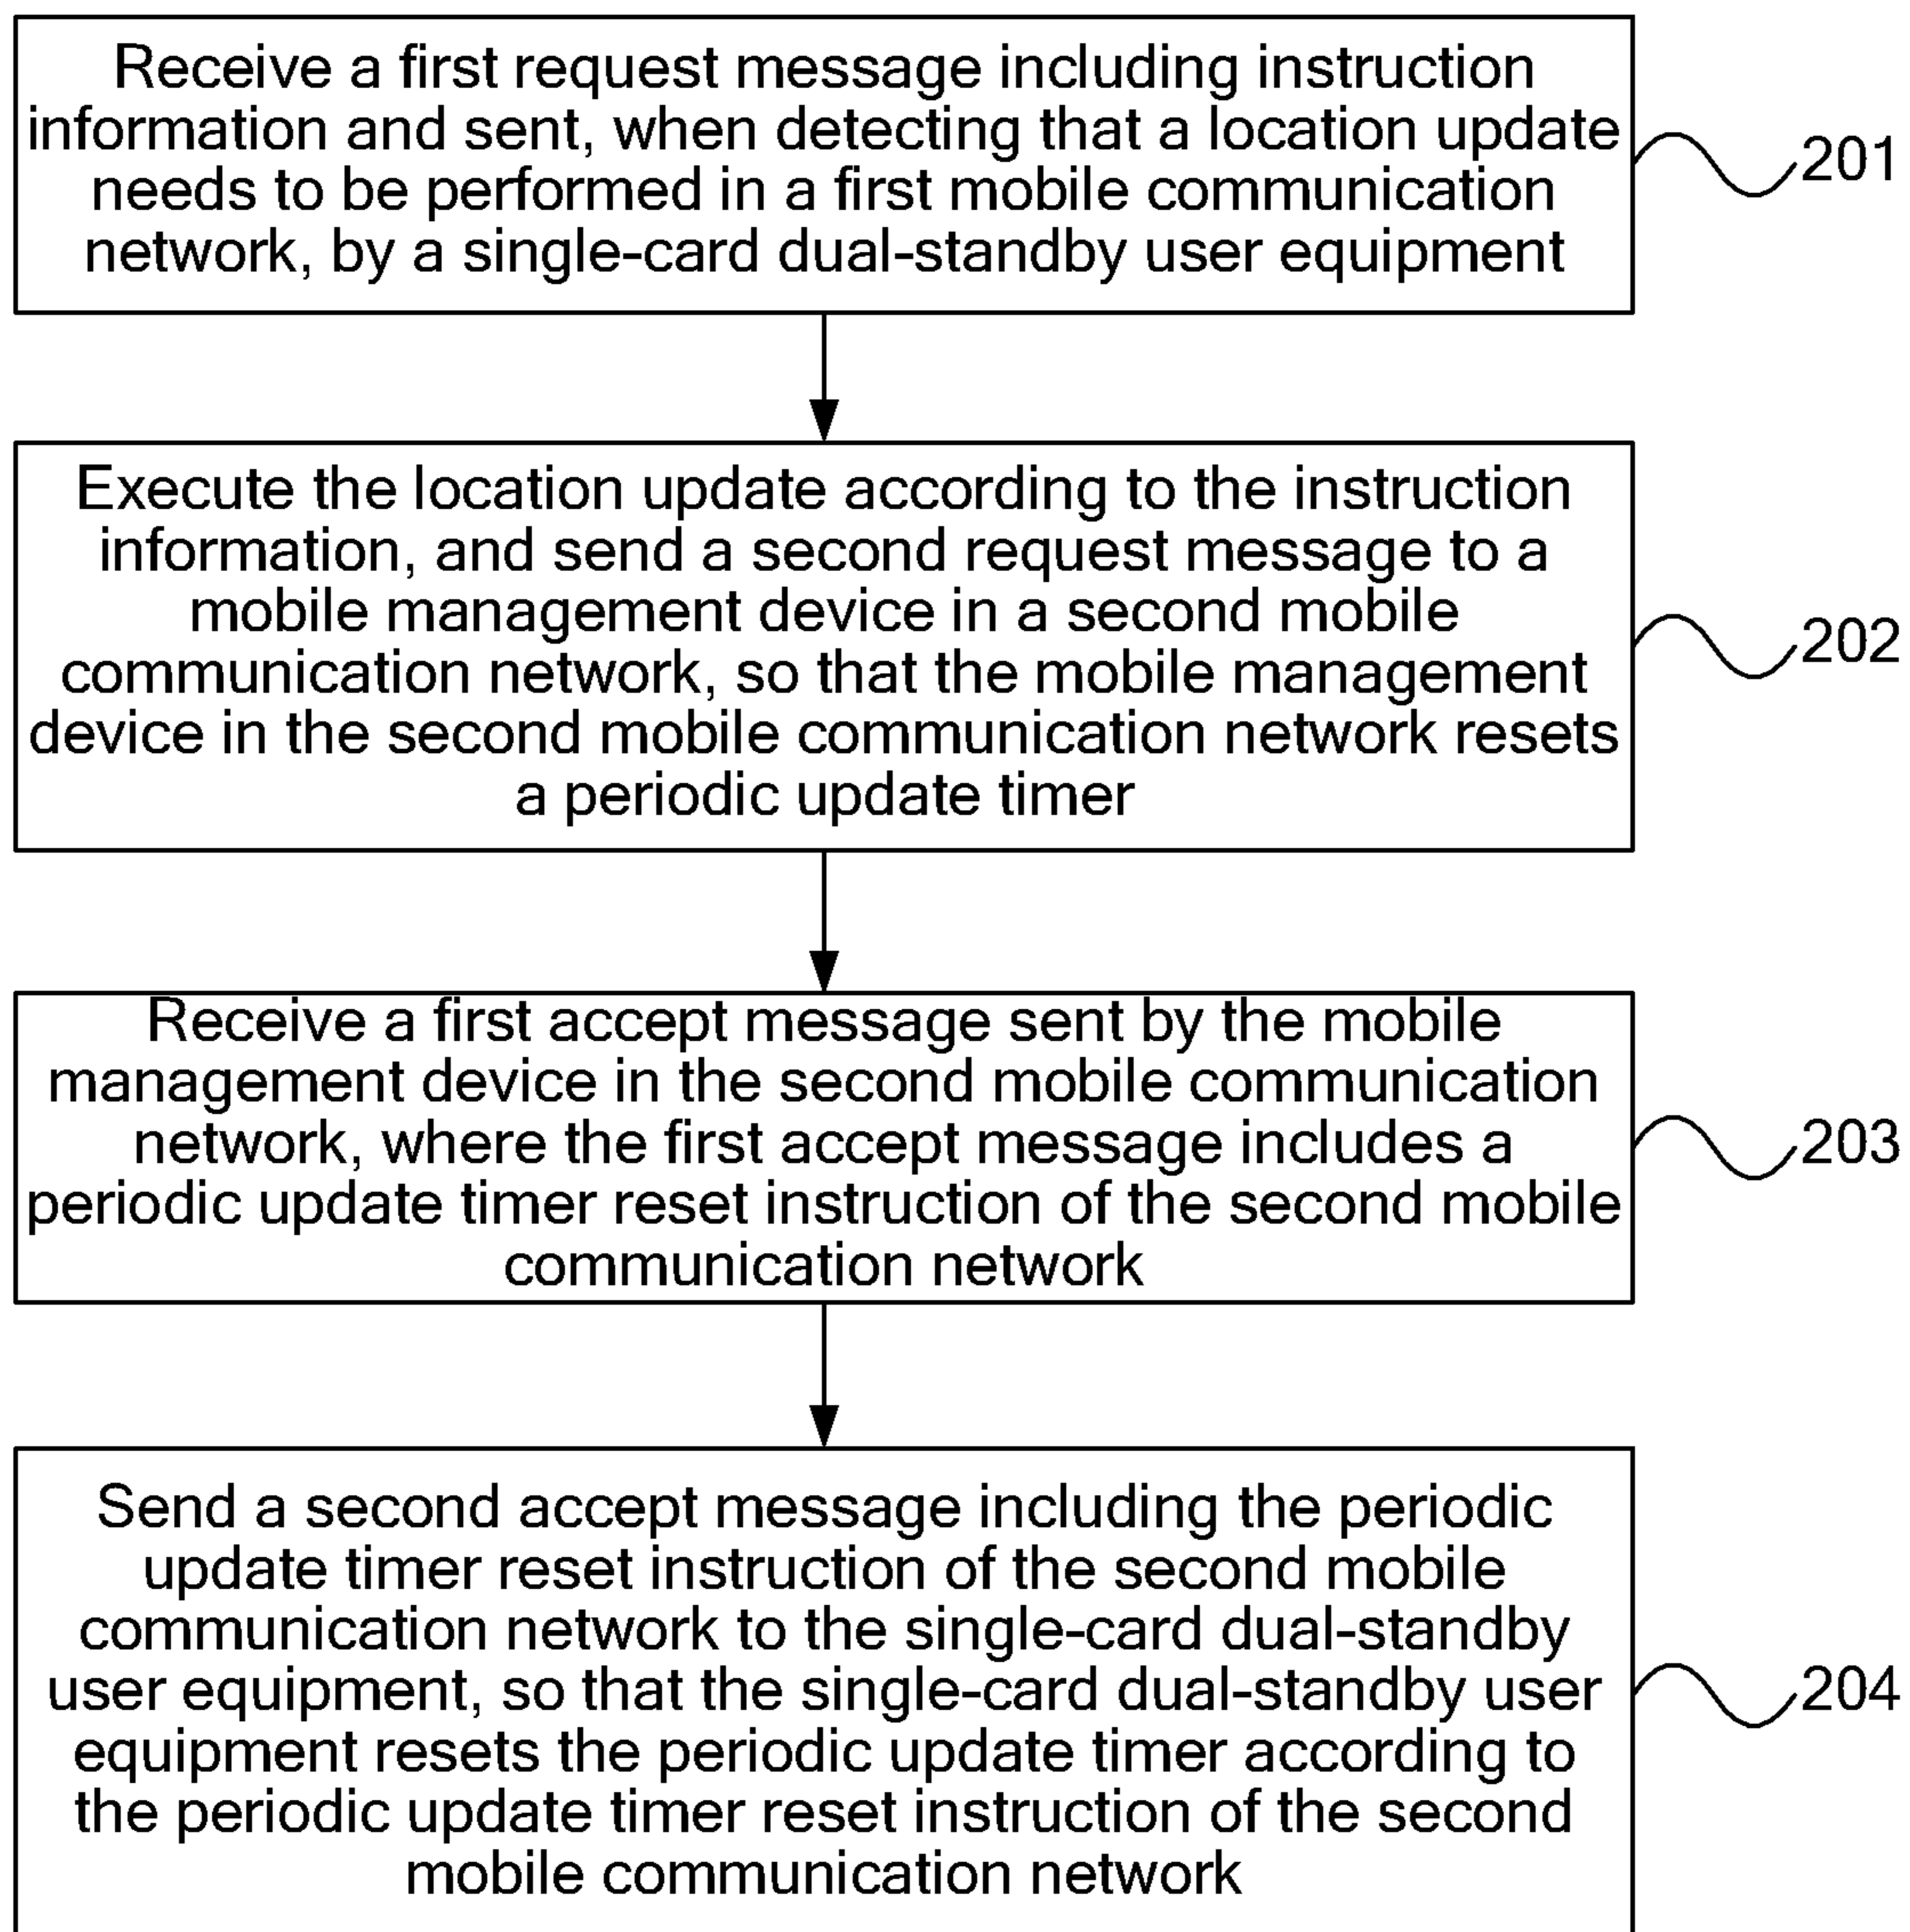 Receive a first request message including instruction
information and sent, when detecting that a location update
needs to be performed in a first mobile communication
network, by a single-card dual-standby user equipment
201
Execute the location update according to the instruction
information, and send a second request message to a
mobile management device in a second mobile
communication network, so that the mobile management
device in the second mobile communication network resets
a periodic update timer
202
Receive a first accept message sent by the mobile
management device in the second mobile communication
network, where the first accept message includes a
periodic update timer reset instruction of the second mobile
communication network
203
Send a second accept message including the periodic
update timer reset instruction of the second mobile
communication network to the single-card dual-standby
user equipment, so that the single-card dual-standby user
equipment resets the periodic update timer according to
the periodic update timer reset instruction of the second
mobile communication network
204